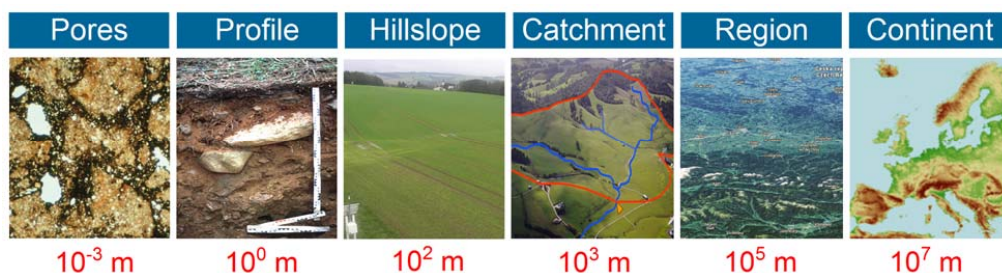 Pores Profile Hillslope Catchment Region Continent
10⁻³ m 10⁰ m 10² m 10³ m 10⁵ m 10⁷ m